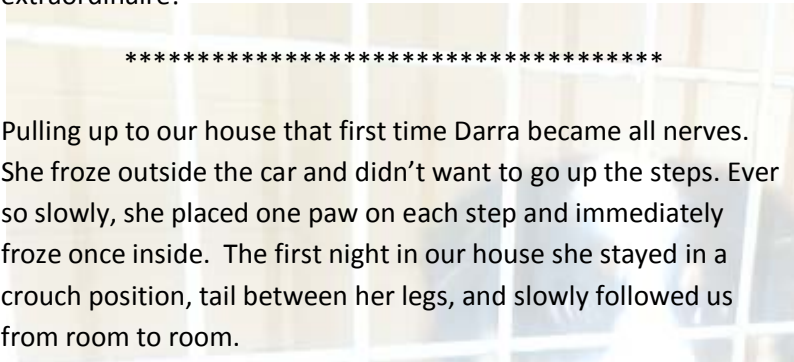 extraordinaire!
**************************************
Pulling up to our house that first time Darra became all nerves.
She froze outside the car and didn’t want to go up the steps. Ever
so slowly, she placed one paw on each step and immediately
froze once inside.  The first night in our house she stayed in a
crouch position, tail between her legs, and slowly followed us
from room to room.